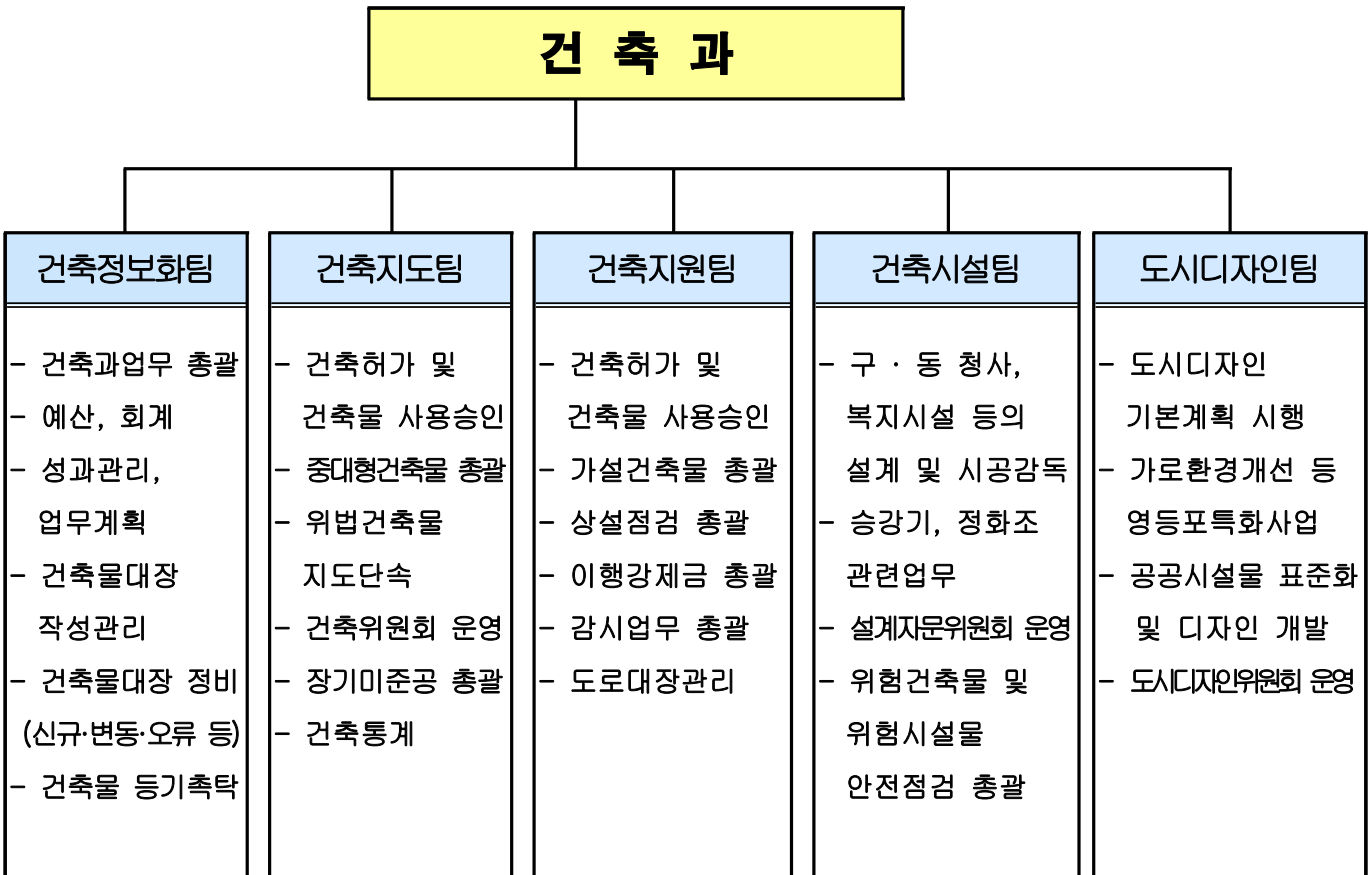 건 축 과
건축정보화팀
- 건축과업무 총괄
- 예산, 회계
- 성과관리,
업무계획
- 건축물대장
작성관리
- 건축물대장 정비
(신규·변동·오류 등)
- 건축물 등기촉탁
건축지도팀
- 건축허가 및
건축물 사용승인
- 중대형건축물 총괄
- 위법건축물
지도단속
- 건축위원회 운영
- 장기미준공 총괄
- 건축통계
건축지원팀
- 건축허가 및
건축물 사용승인
- 가설건축물 총괄
- 상설점검 총괄
- 이행강제금 총괄
- 감시업무 총괄
- 도로대장관리
건축시설팀
- 구 · 동 청사,
복지시설 등의
설계 및 시공감독
- 승강기, 정화조
관련업무
- 설계자문위원회 운영
- 위험건축물 및
위험시설물
안전점검 총괄
도시디자인팀
- 도시디자인
기본계획 시행
- 가로환경개선 등
영등포특화사업
- 공공시설물 표준화
및 디자인 개발
- 도시디자인위원회 운영